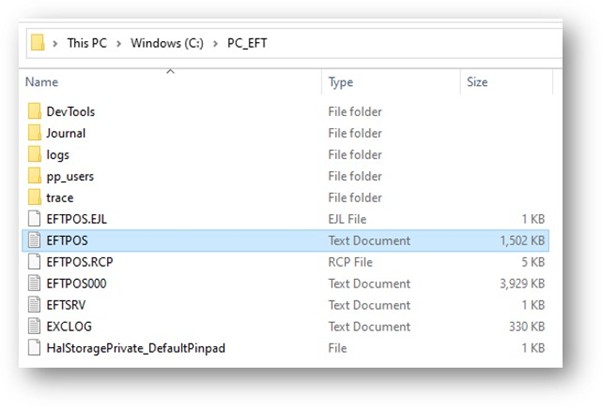 This PC > Windows (C:) > PC_EFT
Name Type Size
DevTools File folder
Journal File folder
logs File folder
pp_users File folder
trace File folder
EFTPOS.EJL EJL File 1 KB
EFTPOS Text Document 1,502 KB
EFTPOS.RCP RCP File 5 KB
EFTPOS000 Text Document 3,929 KB
EFTSRV Text Document 1 KB
EXCLOG Text Document 330 KB
HalStoragePrivate_DefaultPinpad File 1 KB